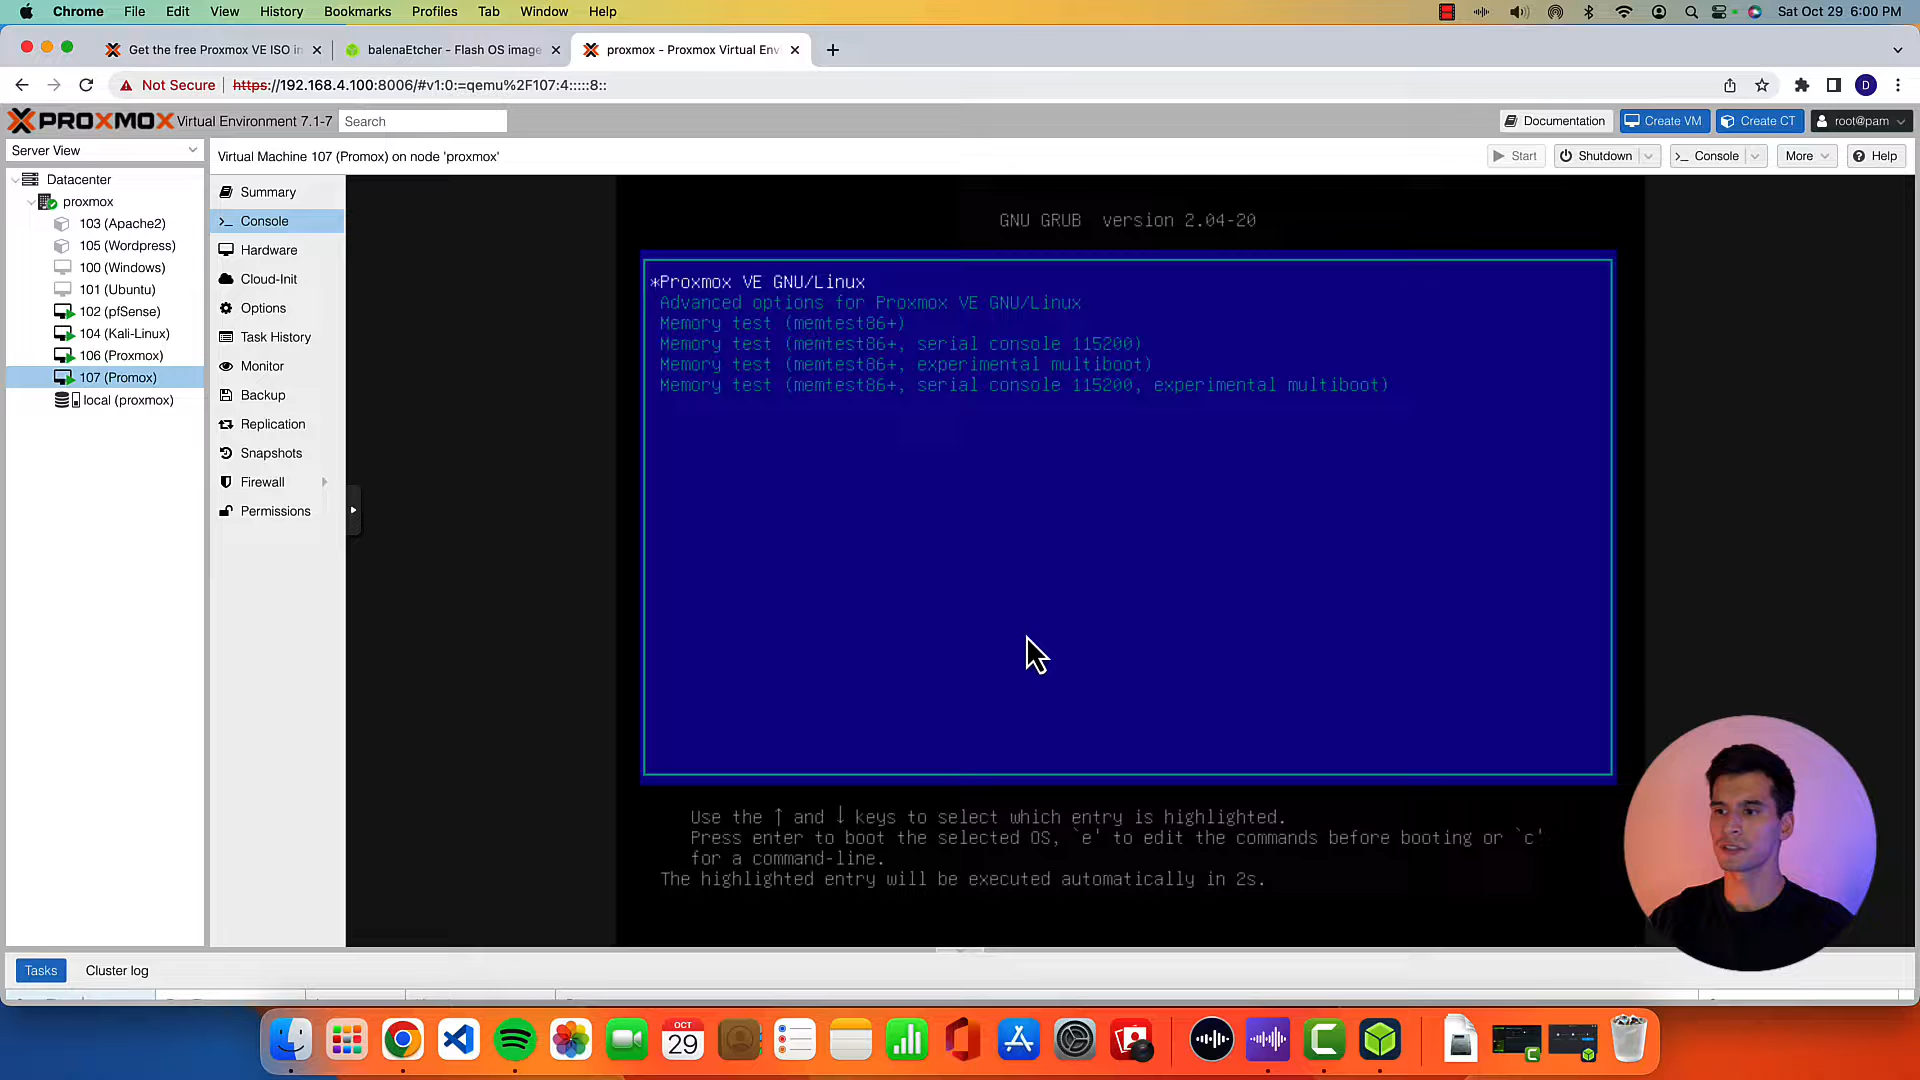 Chrome File Edit View History Bookmarks Profiles Tab Window Help Sat Oct 29 6:00 PM
Get the free Proxmox VE ISO in
balenaEtcher - Flash OS image
proxmox - Proxmox Virtual Env
Not Secure https://192.168.4.100:8006/#v1:0:=qemu%2F107:4:::::8:: D
PROXMOX Virtual Environment 7.1-7 Search Documentation Create VM Create CT root@pam
Server View
Virtual Machine 107 (Promox) on node 'proxmox' Start Shutdown Console More Help
Datacenter
proxmox
103 (Apache2)
105 (Wordpress)
100 (Windows)
101 (Ubuntu)
102 (pfSense)
104 (Kali-Linux)
106 (Proxmox)
107 (Promox)
local (proxmox)
Summary
Console
Hardware
Cloud-Init
Options
Task History
Monitor
Backup
Replication
Snapshots
Firewall
Permissions
GNU GRUB version 2.04-20
*Proxmox VE GNU/Linux
Advanced options for Proxmox VE GNU/Linux
Memory test (memtest86+)
Memory test (memtest86+, serial console 115200)
Memory test (memtest86+, experimental multiboot)
Memory test (memtest86+, serial console 115200, experimental multiboot)
Use the ↑ and ↓ keys to select which entry is highlighted.
Press enter to boot the selected OS, `e' to edit the commands before booting or `c'
for a command-line.
The highlighted entry will be executed automatically in 2s.
Tasks Cluster log
OCT
29